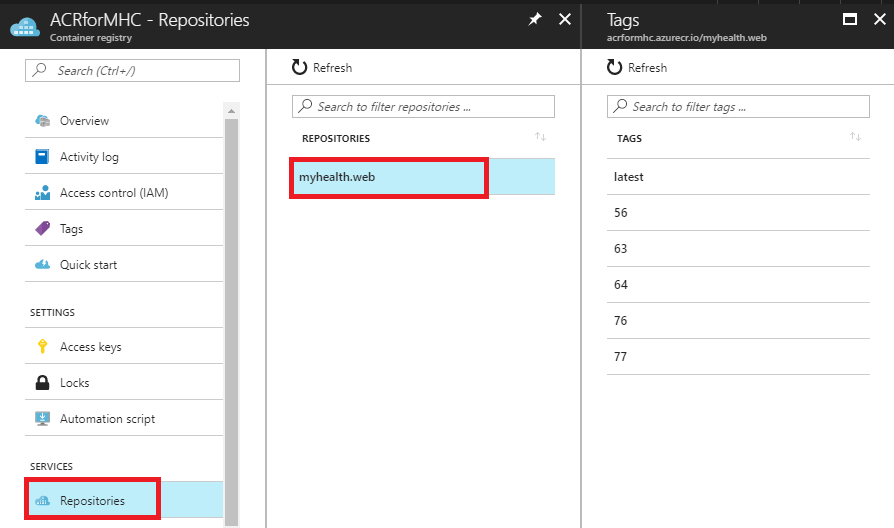 ACRforMHC - Repositories
Container registry
Search (Ctrl+/)
Overview
Activity log
Access control (IAM)
Tags
Quick start
SETTINGS
Access keys
Locks
Automation script
SERVICES
Repositories
Refresh
Search to filter repositories ...
REPOSITORIES
myhealth.web
Tags
acrformhc.azurecr.io/myhealth.web
Refresh
Search to filter tags ...
TAGS
latest
56
63
64
76
77